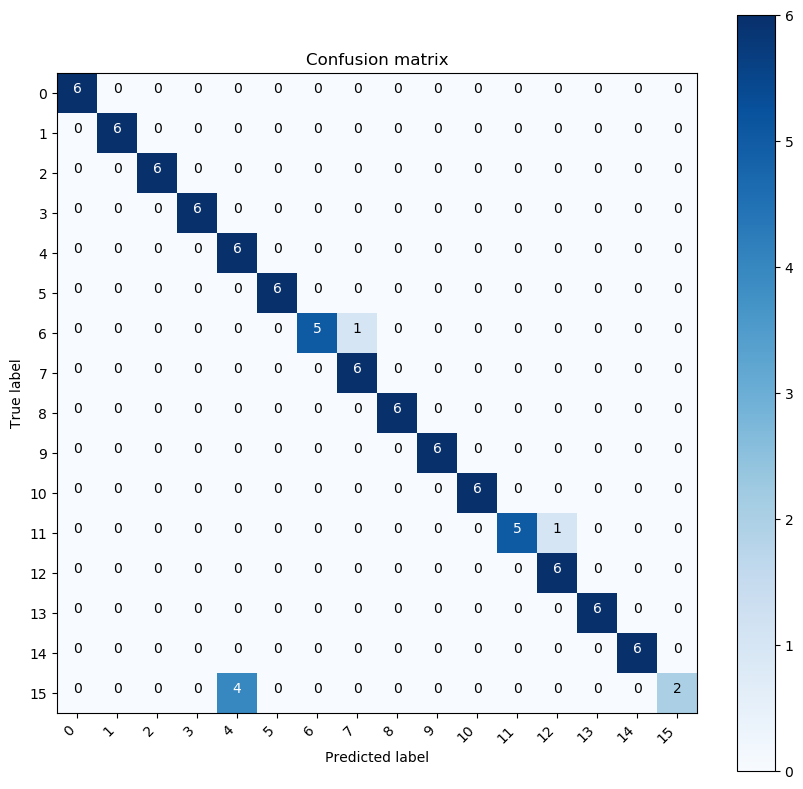 Confusion matrix
0 6 0 0 0 0 0 0 0 0 0 0 0 0 0 0 0
1 0 6 0 0 0 0 0 0 0 0 0 0 0 0 0 0
2 0 0 6 0 0 0 0 0 0 0 0 0 0 0 0 0
3 0 0 0 6 0 0 0 0 0 0 0 0 0 0 0 0
4 0 0 0 0 6 0 0 0 0 0 0 0 0 0 0 0
5 0 0 0 0 0 6 0 0 0 0 0 0 0 0 0 0
6 0 0 0 0 0 0 5 1 0 0 0 0 0 0 0 0
7 0 0 0 0 0 0 0 6 0 0 0 0 0 0 0 0
8 0 0 0 0 0 0 0 0 6 0 0 0 0 0 0 0
9 0 0 0 0 0 0 0 0 0 6 0 0 0 0 0 0
10 0 0 0 0 0 0 0 0 0 0 6 0 0 0 0 0
11 0 0 0 0 0 0 0 0 0 0 0 5 1 0 0 0
12 0 0 0 0 0 0 0 0 0 0 0 0 6 0 0 0
13 0 0 0 0 0 0 0 0 0 0 0 0 0 6 0 0
14 0 0 0 0 0 0 0 0 0 0 0 0 0 0 6 0
15 0 0 0 0 4 0 0 0 0 0 0 0 0 0 0 2
0 1 2 3 4 5 6 7 8 9 10 11 12 13 14 15
Predicted label
True label
6
5
4
3
2
1
0